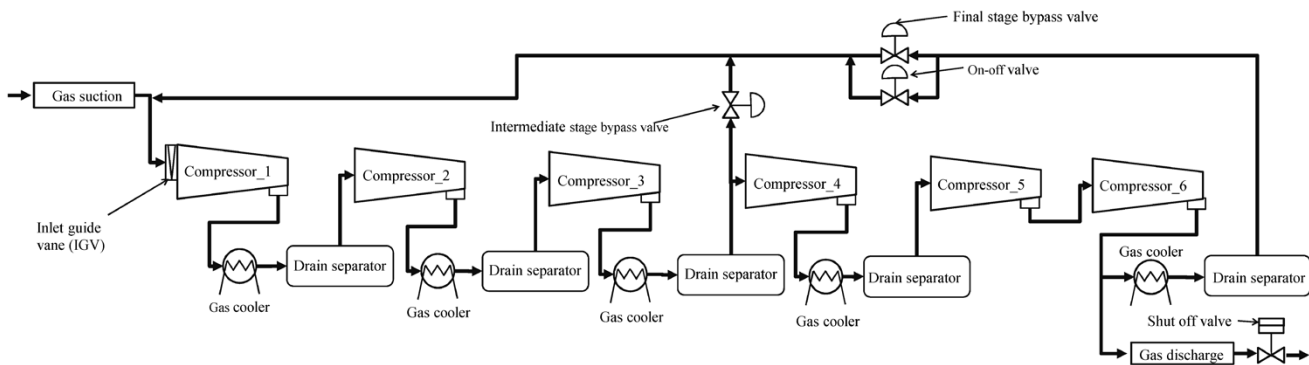 Final stage bypass valve
On-off valve
Gas suction
Intermediate stage bypass valve
Compressor_1
Compressor_2
Compressor_3
Compressor_4
Compressor_5
Compressor_6
Inlet guide
vane (IGV)
Drain separator
Drain separator
Drain separator
Drain separator
Gas cooler
Drain separator
Gas cooler
Gas cooler
Gas cooler
Gas cooler
Shut off valve
Gas discharge